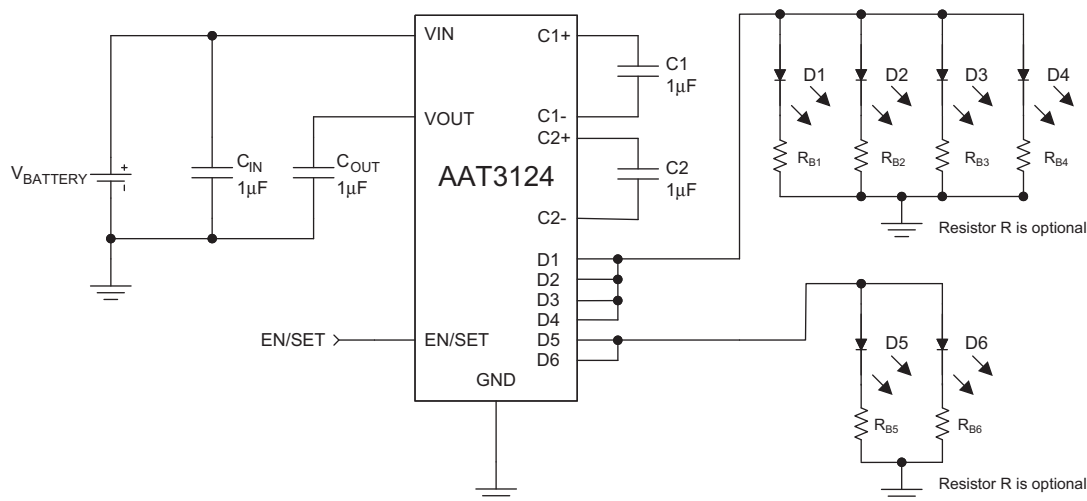 VIN
C1+
C1
1μF
C1-
VOUT
C2+
C2
1μF
C2-
AAT3124
VBATTERY
+
-
CIN
1μF
COUT
1μF
D1
D2
D3
D4
D5
D6
EN/SET
EN/SET
GND
D1
D2
D3
D4
RB1
RB2
RB3
RB4
Resistor R is optional
D5
D6
RB5
RB6
Resistor R is optional